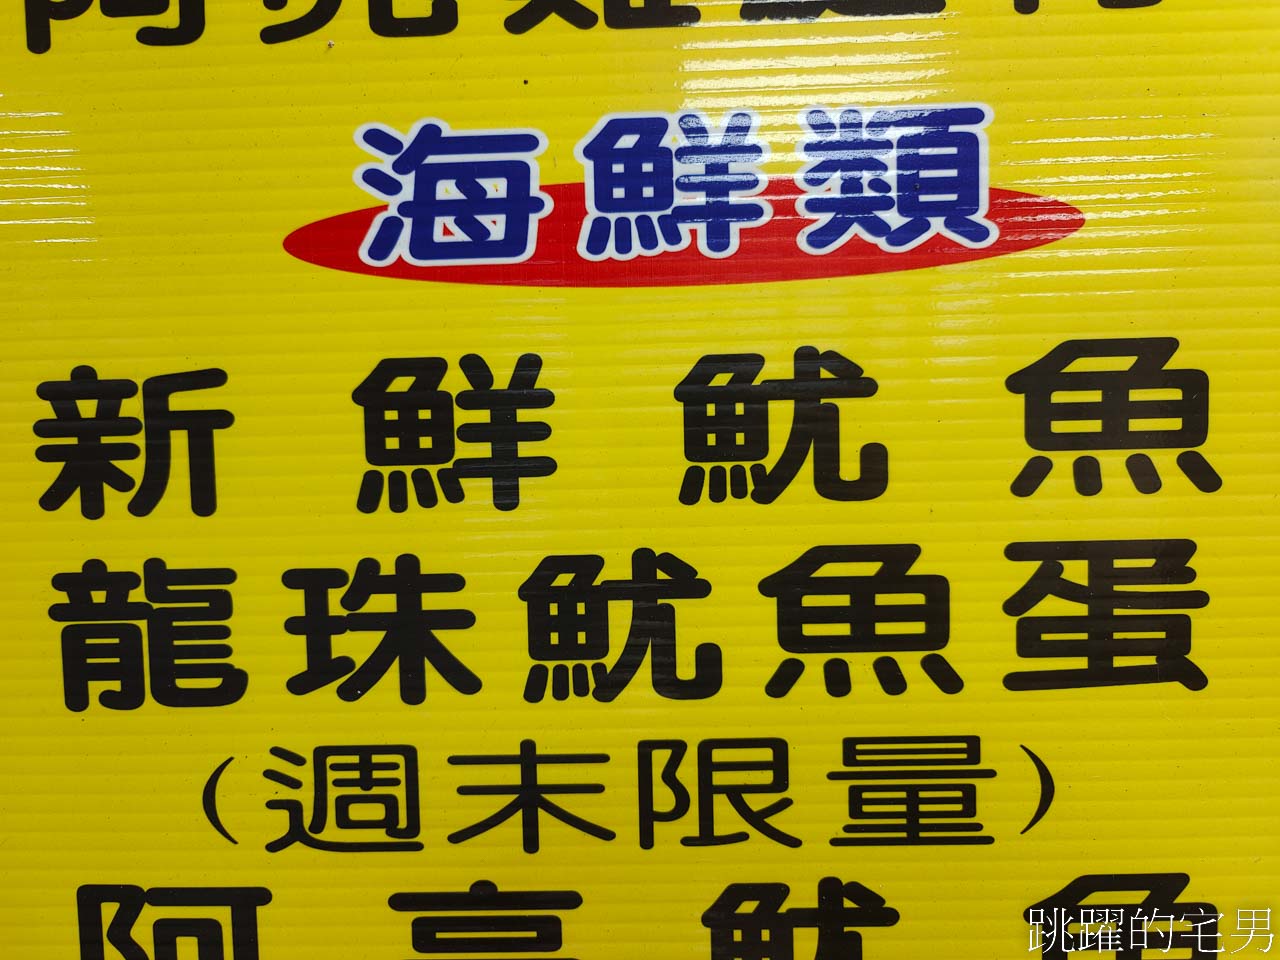 海鮮類
新鮮魷魚
龍珠魷魚蛋
(週末限量)
跳躍的宅男